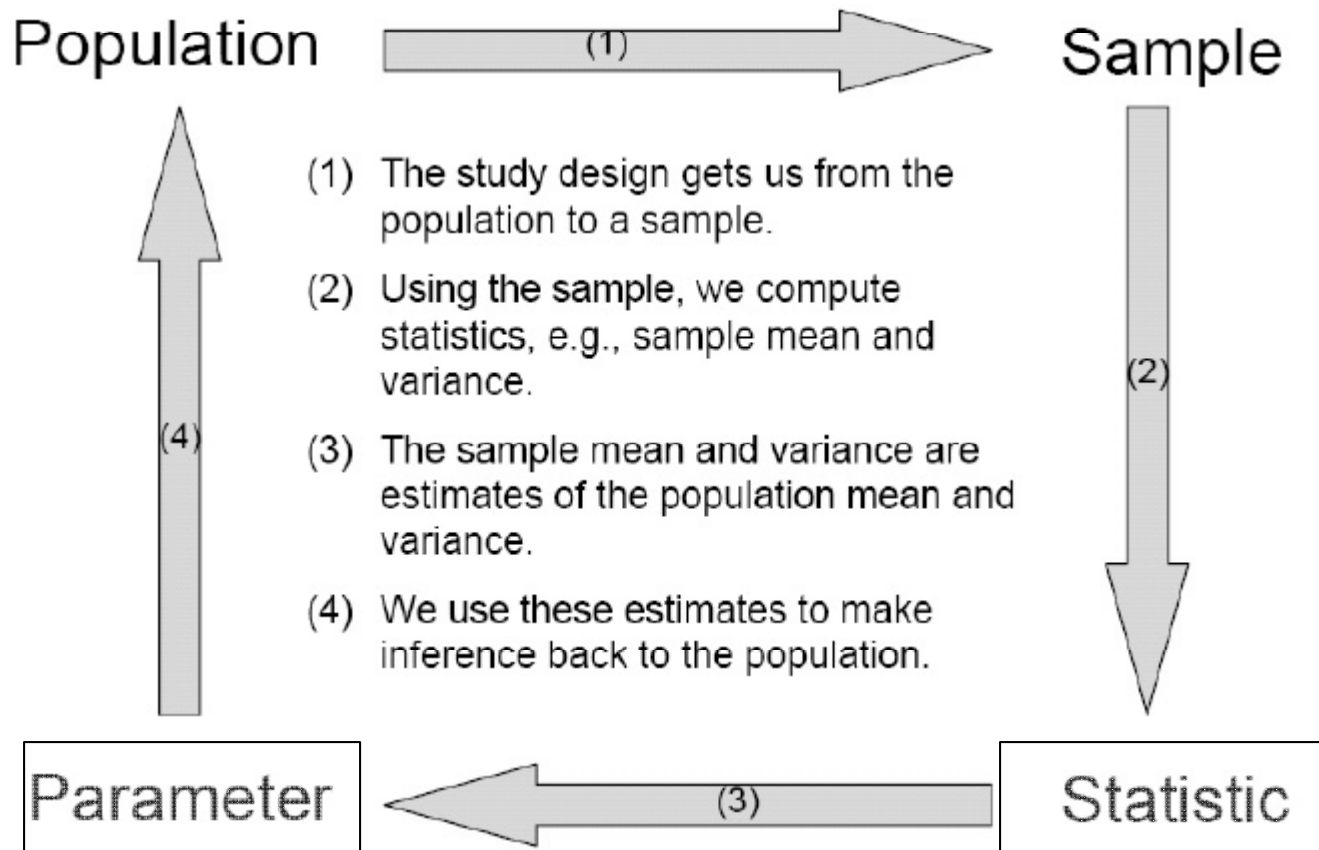 Population
(1)
Sample
(1) The study design gets us from the
population to a sample.
(2) Using the sample, we compute
statistics, e.g., sample mean and
variance.
(2)
(3) The sample mean and variance are
estimates of the population mean and
variance.
(4)
(4) We use these estimates to make
inference back to the population.
Parameter
(3)
Statistic